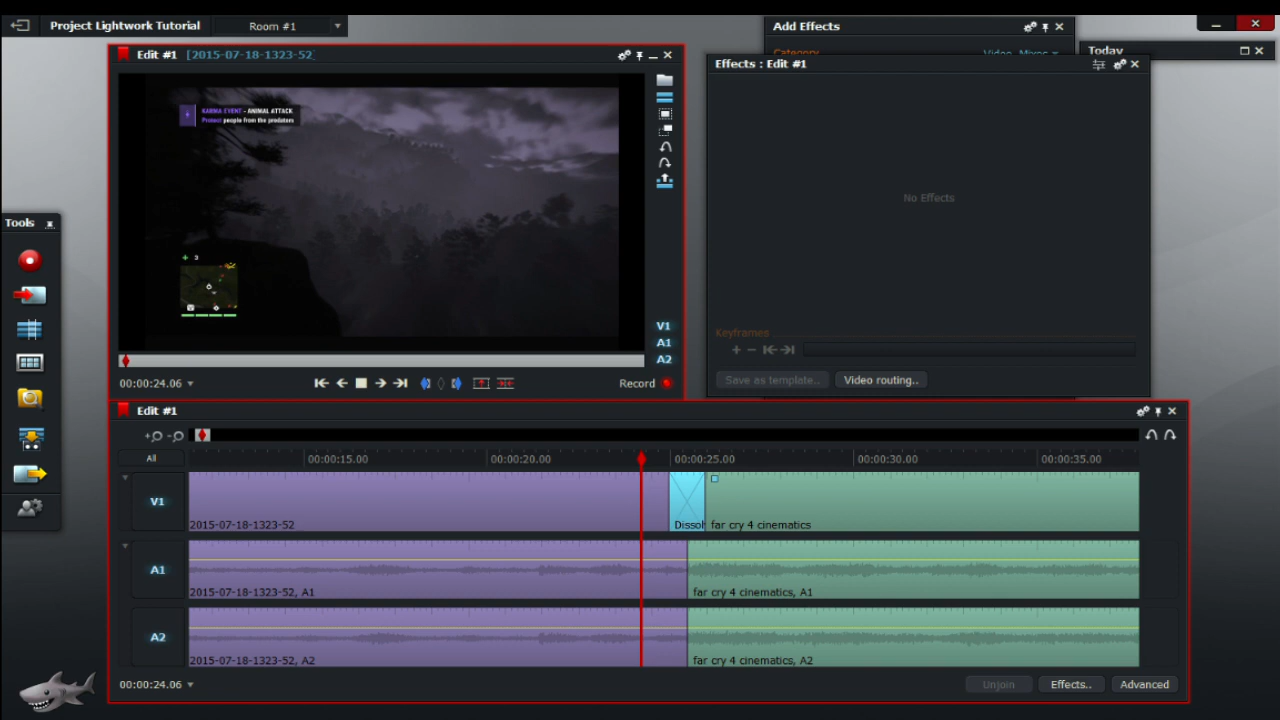 Project Lightwork Tutorial
Room #1
Add Effects
Category
Video Mixes
Today
Edit #1 [2015-07-18-1323-52]
Effects : Edit #1
KARMA EVENT - ANIMAL ATTACK
Protect people from the predators
No Effects
Tools
3
V1
A1
A2
Keyframes
00:00:24.06
Record
Save as template..
Video routing..
Edit #1
All
00:00:15.00
00:00:20.00
00:00:25.00
00:00:30.00
00:00:35.00
V1
2015-07-18-1323-52
Dissol
far cry 4 cinematics
A1
2015-07-18-1323-52, A1
far cry 4 cinematics, A1
A2
2015-07-18-1323-52, A2
far cry 4 cinematics, A2
00:00:24.06
Unjoin
Effects..
Advanced